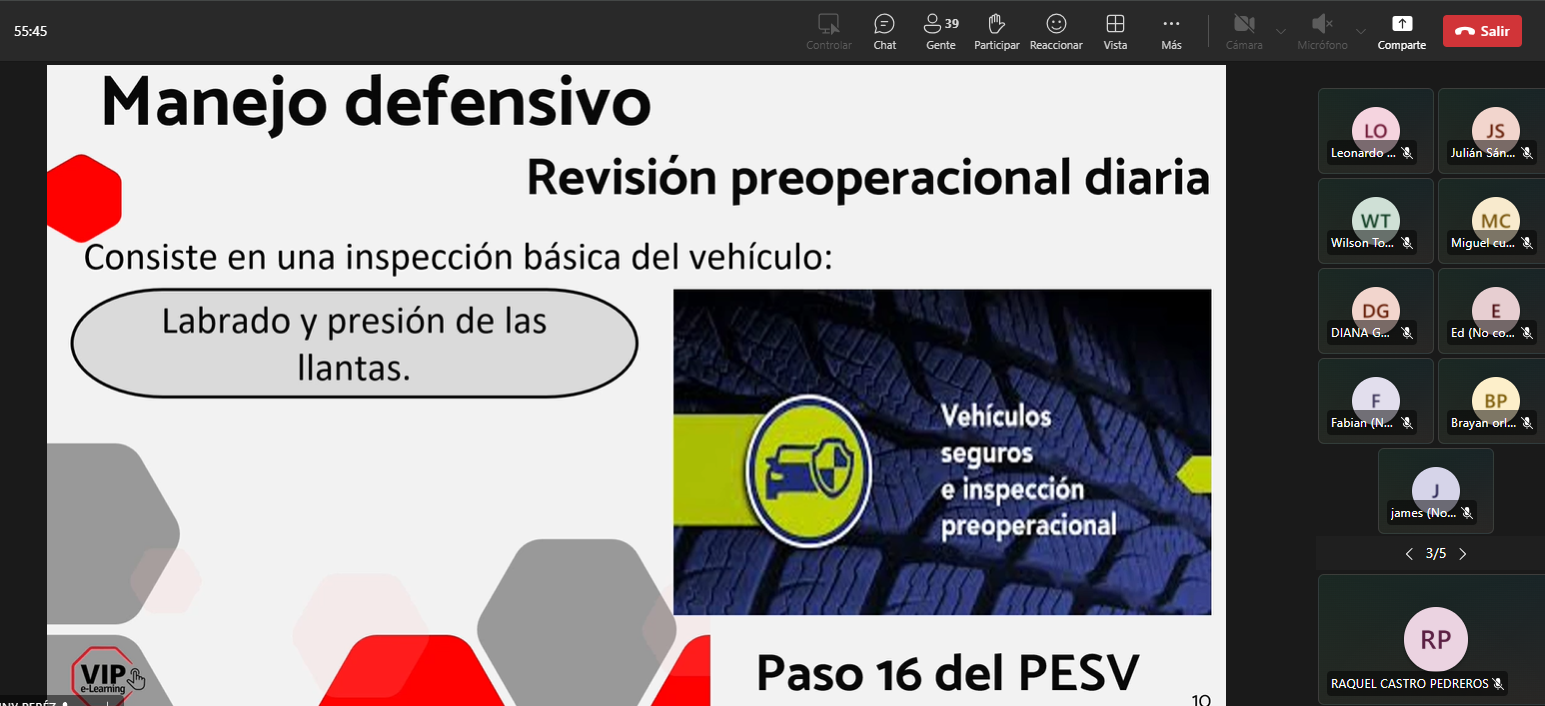 55:45
Controlar
Chat
39
Gente
Participar
Reaccionar
Vista
Más
Cámara
Micrófono
Comparte
Salir
Manejo defensivo
Revisión preoperacional diaria
Consiste en una inspección básica del vehículo:
Labrado y presión de las
llantas.
Vehículos
seguros
e inspección
preoperacional
Paso 16 del PESV
10
VIP
e-Learning
LO
Leonardo ...
JS
Julián Sán...
WT
Wilson To...
MC
Miguel cu...
DG
DIANA G...
E
Ed (No co...
F
Fabian (N...
BP
Brayan orl...
J
james (No...
3/5
RP
RAQUEL CASTRO PEDREROS